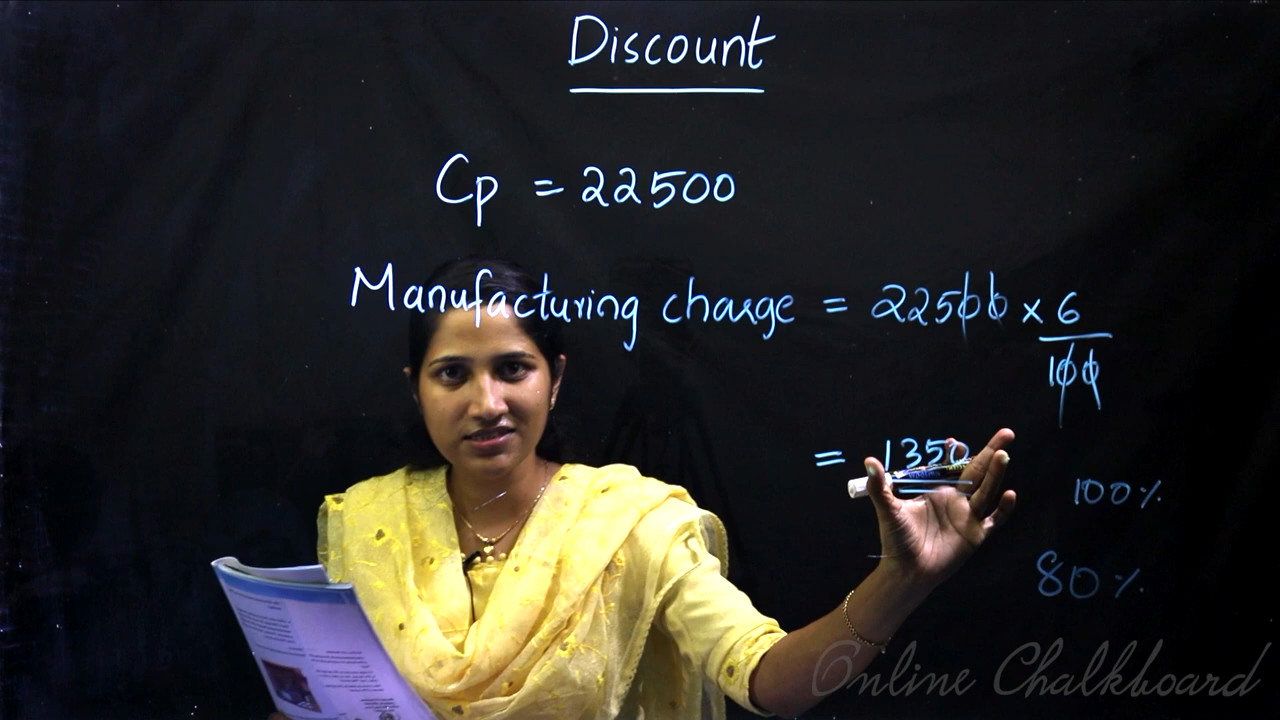 Discount
Cp = 22500
Manufacturing charge = 22500 × 6
100
= 1350
100%
80%
Online Chalkboard